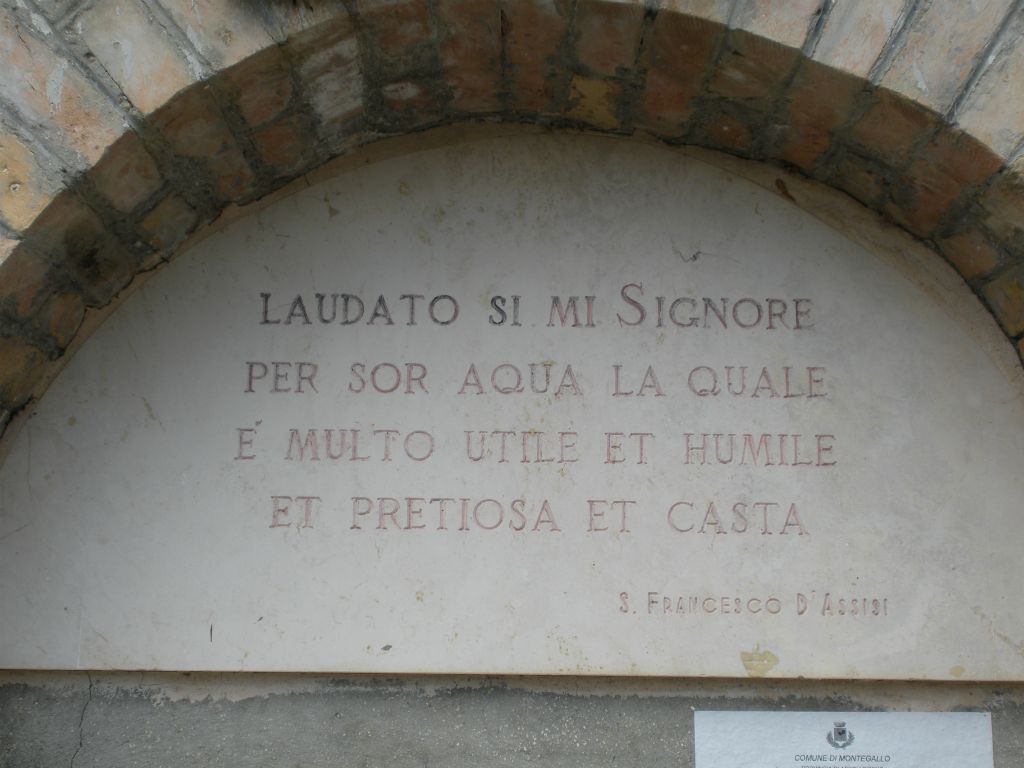 LAUDATO SI MI SIGNORE
PER SOR AQUA LA QUALE
E' MULTO UTILE ET HUMILE
ET PRETIOSA ET CASTA
S. FRANCESCO D'ASSISI
COMUNE DI MONTEGALLO